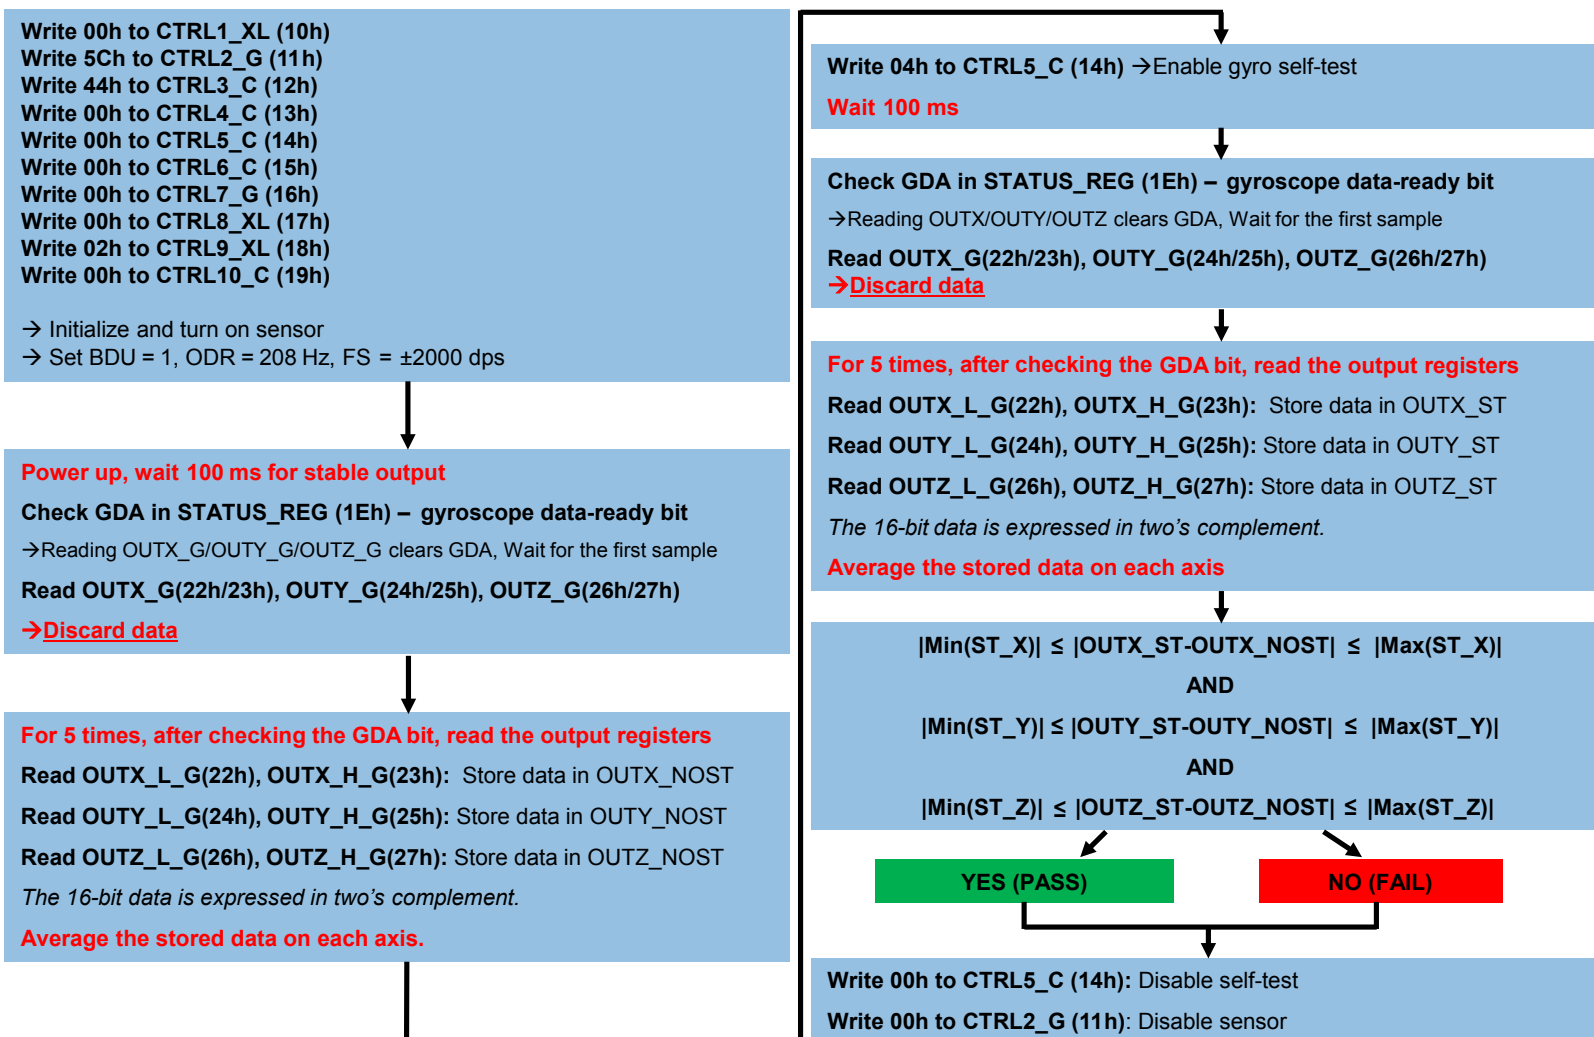 Write 00h to CTRL1_XL (10h)
Write 5Ch to CTRL2_G (11h)
Write 44h to CTRL3_C (12h)
Write 00h to CTRL4_C (13h)
Write 00h to CTRL5_C (14h)
Write 00h to CTRL6_C (15h)
Write 00h to CTRL7_G (16h)
Write 00h to CTRL8_XL (17h)
Write 02h to CTRL9_XL (18h)
Write 00h to CTRL10_C (19h)
→ Initialize and turn on sensor
→ Set BDU = 1, ODR = 208 Hz, FS = ±2000 dps
Power up, wait 100 ms for stable output
Check GDA in STATUS_REG (1Eh) – gyroscope data-ready bit
→Reading OUTX_G/OUTY_G/OUTZ_G clears GDA, Wait for the first sample
Read OUTX_G(22h/23h), OUTY_G(24h/25h), OUTZ_G(26h/27h)
→Discard data
For 5 times, after checking the GDA bit, read the output registers
Read OUTX_L_G(22h), OUTX_H_G(23h): Store data in OUTX_NOST
Read OUTY_L_G(24h), OUTY_H_G(25h): Store data in OUTY_NOST
Read OUTZ_L_G(26h), OUTZ_H_G(27h): Store data in OUTZ_NOST
The 16-bit data is expressed in two's complement.
Average the stored data on each axis.
Write 04h to CTRL5_C (14h) →Enable gyro self-test
Wait 100 ms
Check GDA in STATUS_REG (1Eh) – gyroscope data-ready bit
→Reading OUTX/OUTY/OUTZ clears GDA, Wait for the first sample
Read OUTX_G(22h/23h), OUTY_G(24h/25h), OUTZ_G(26h/27h)
→Discard data
For 5 times, after checking the GDA bit, read the output registers
Read OUTX_L_G(22h), OUTX_H_G(23h): Store data in OUTX_ST
Read OUTY_L_G(24h), OUTY_H_G(25h): Store data in OUTY_ST
Read OUTZ_L_G(26h), OUTZ_H_G(27h): Store data in OUTZ_ST
The 16-bit data is expressed in two's complement.
Average the stored data on each axis
|Min(ST_X)| ≤ |OUTX_ST-OUTX_NOST| ≤ |Max(ST_X)|
AND
|Min(ST_Y)| ≤ |OUTY_ST-OUTY_NOST| ≤ |Max(ST_Y)|
AND
|Min(ST_Z)| ≤ |OUTZ_ST-OUTZ_NOST| ≤ |Max(ST_Z)|
YES (PASS)
NO (FAIL)
Write 00h to CTRL5_C (14h): Disable self-test
Write 00h to CTRL2_G (11h): Disable sensor